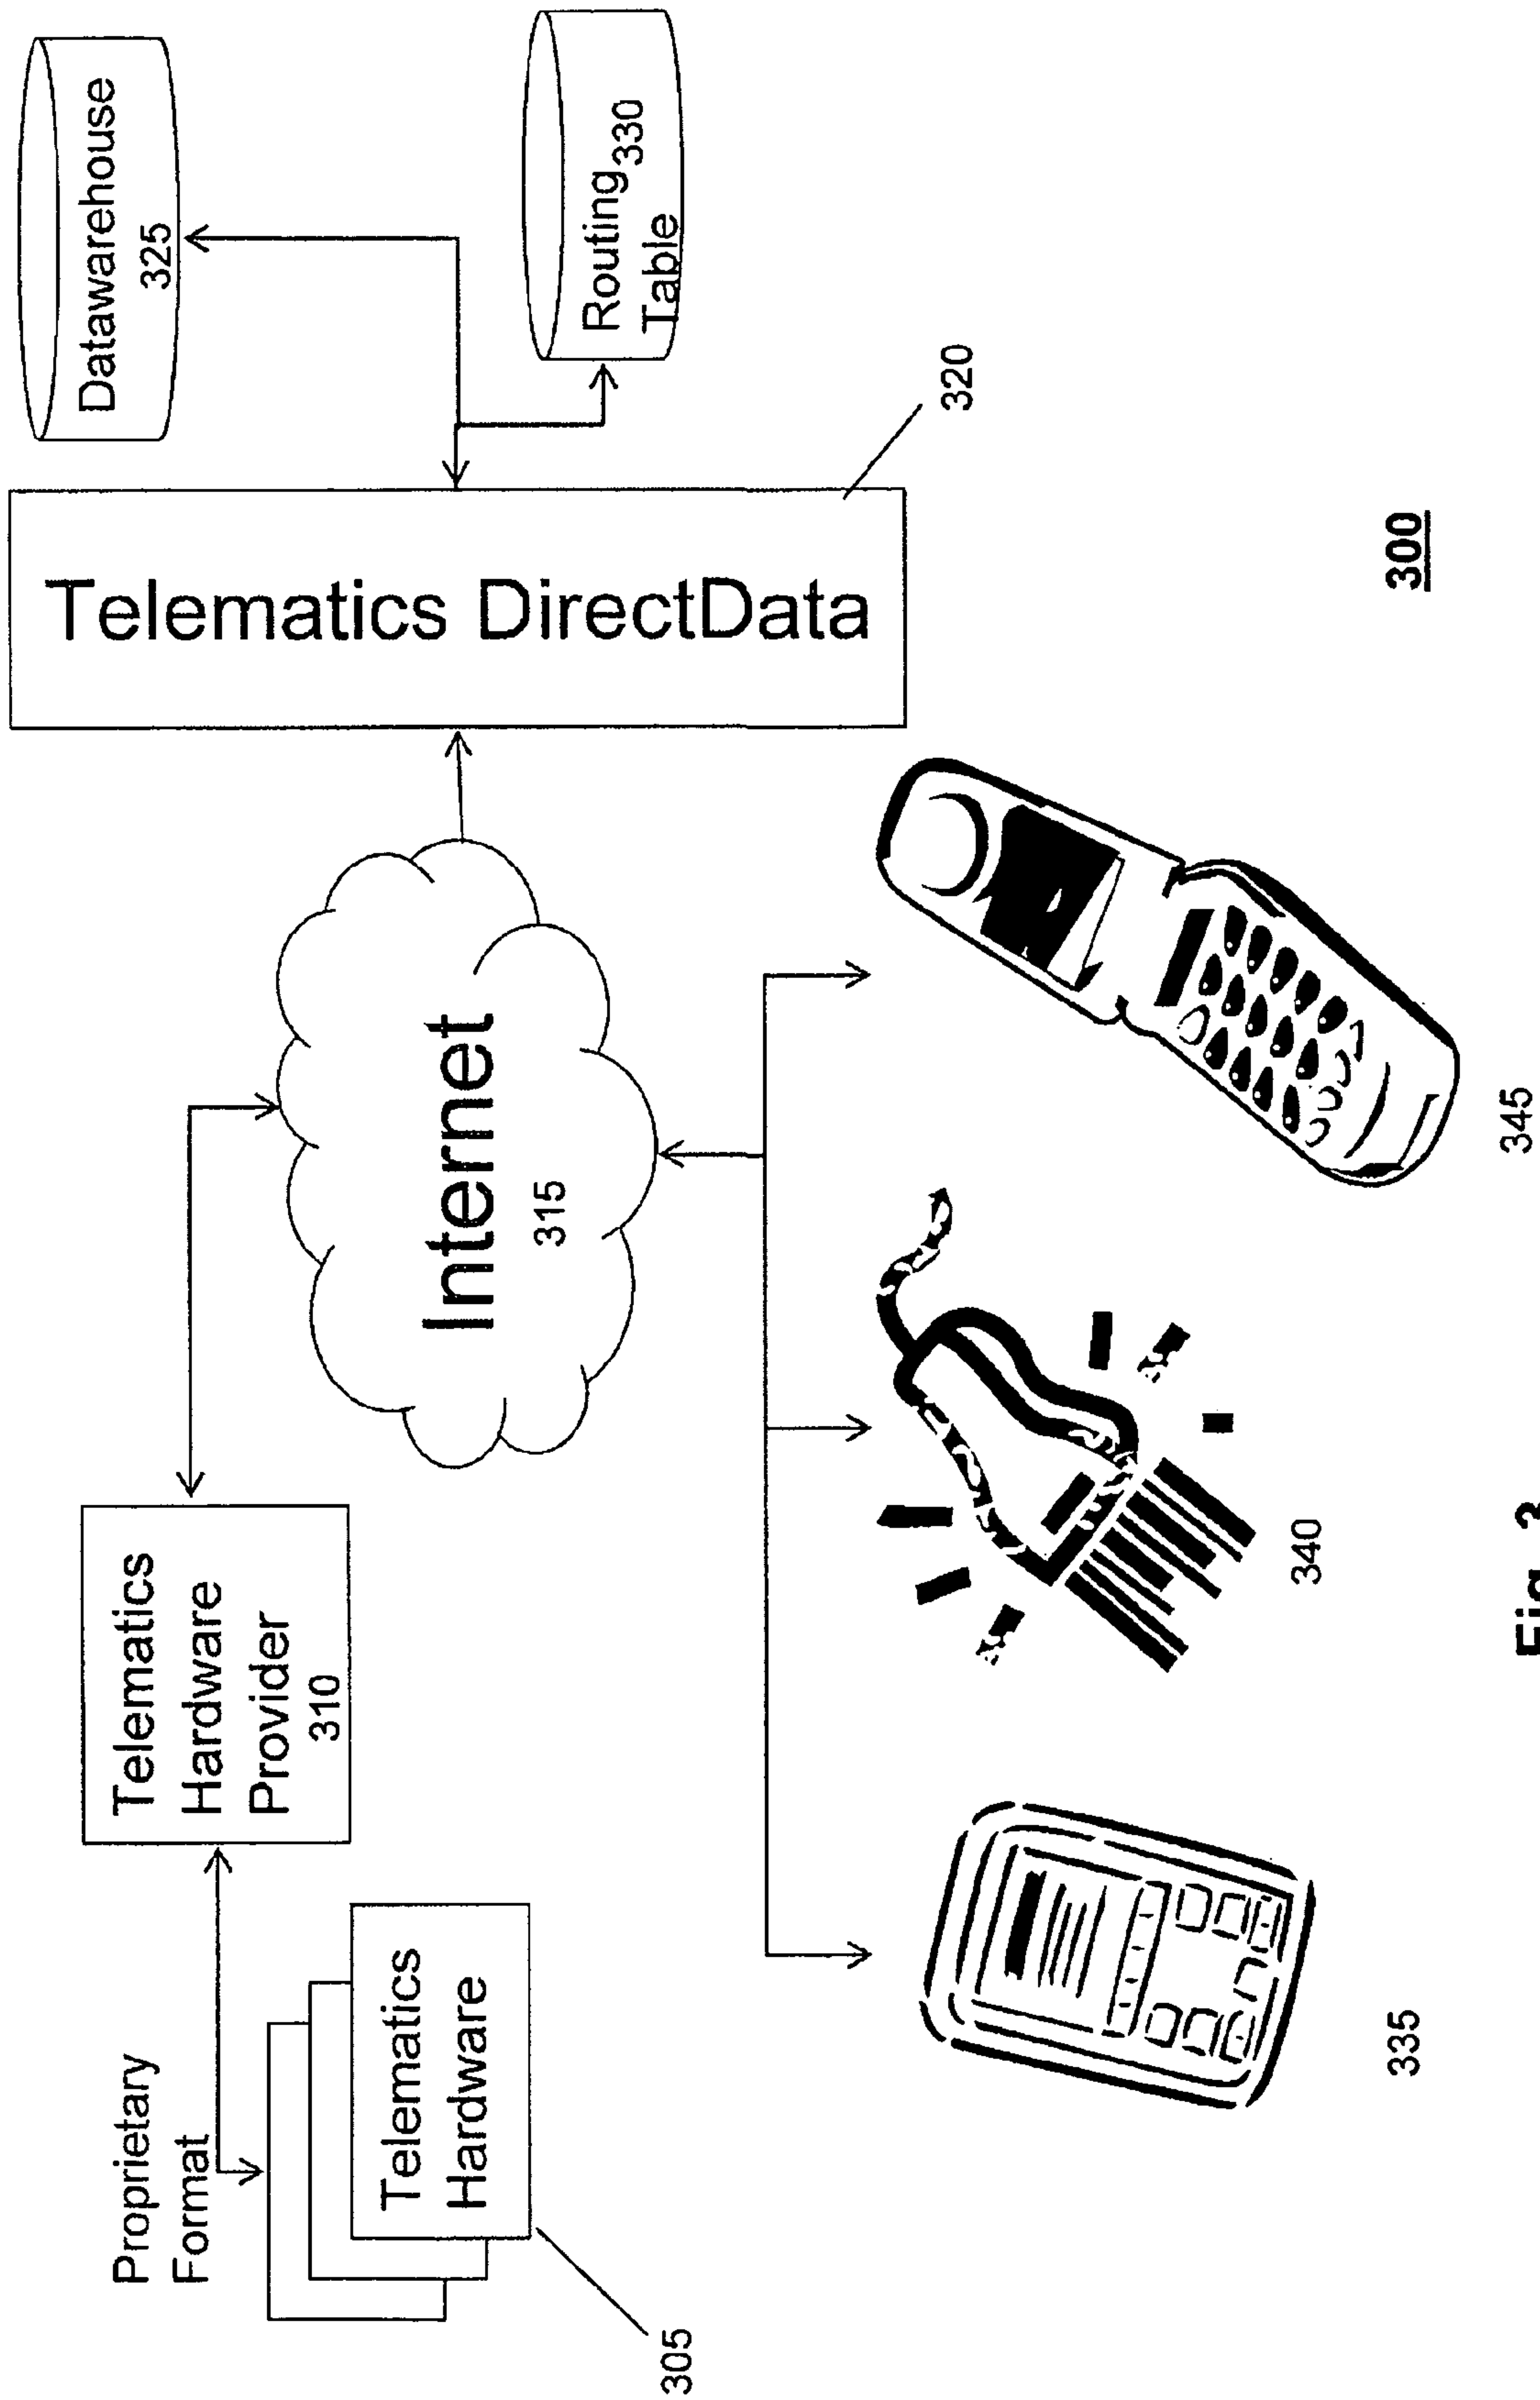 Proprietary
Format
Telematics
Hardware
305
Telematics
Hardware
Provider
310
Internet
315
Telematics DirectData
320
Datawarehouse
325
Routing 330
Table
335
340
345
300
Fig. 3